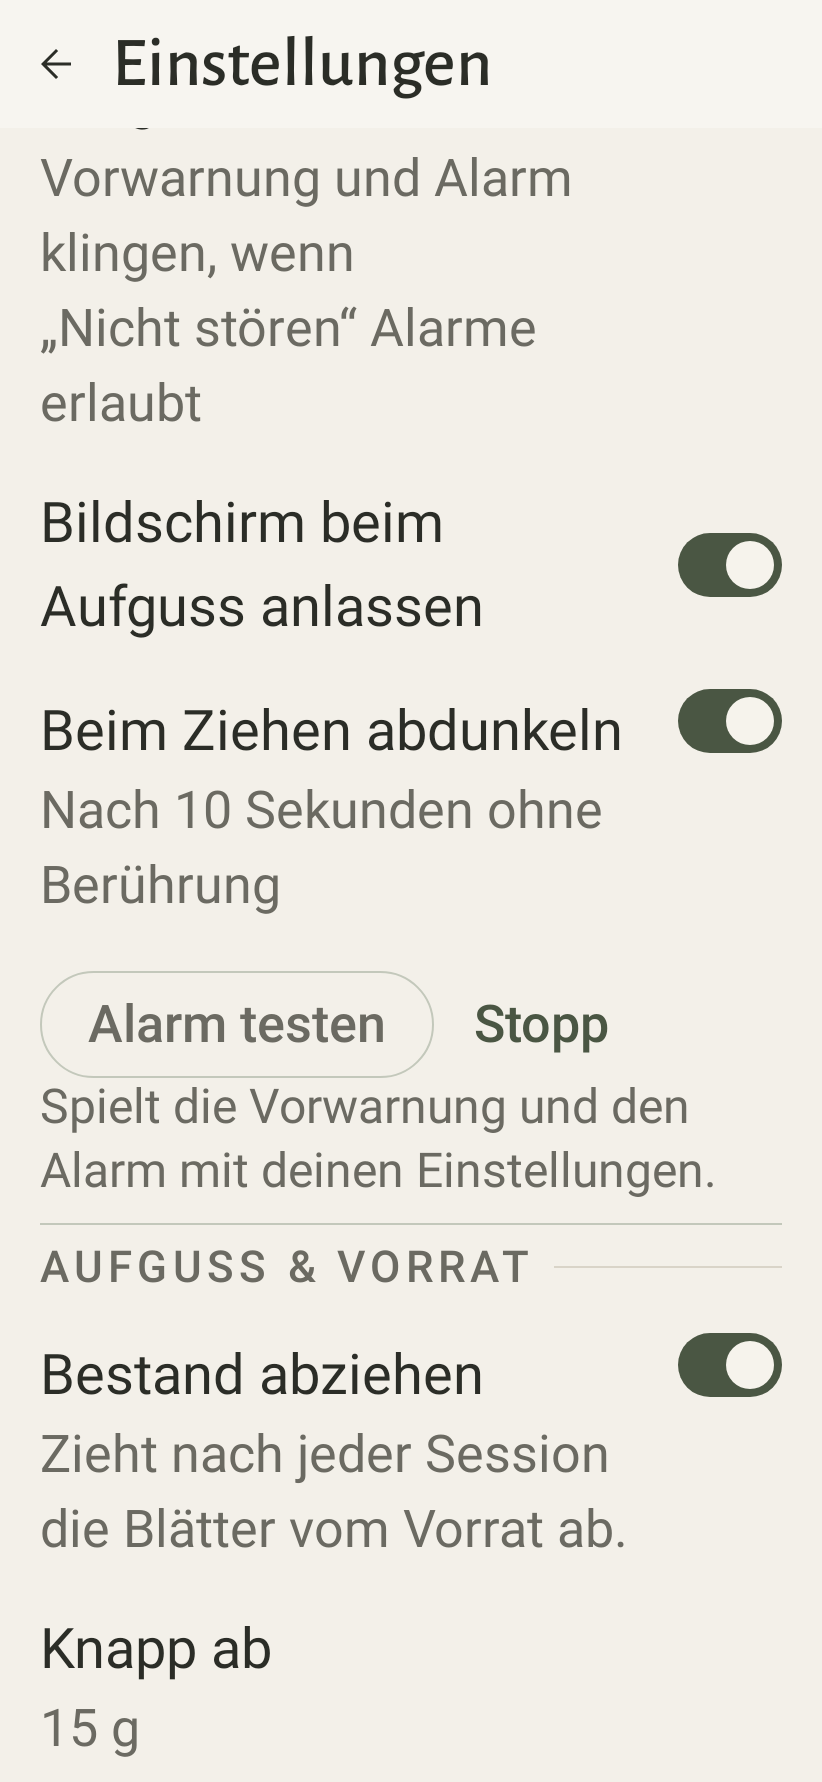 Einstellungen
Vorwarnung und Alarm
klingen, wenn
„Nicht stören“ Alarme
erlaubt
Bildschirm beim
Aufguss anlassen
Beim Ziehen abdunkeln
Nach 10 Sekunden ohne
Berührung
Alarm testen
Stopp
Spielt die Vorwarnung und den
Alarm mit deinen Einstellungen.
AUFGUSS & VORRAT
Bestand abziehen
Zieht nach jeder Session
die Blätter vom Vorrat ab.
Knapp ab
15 g